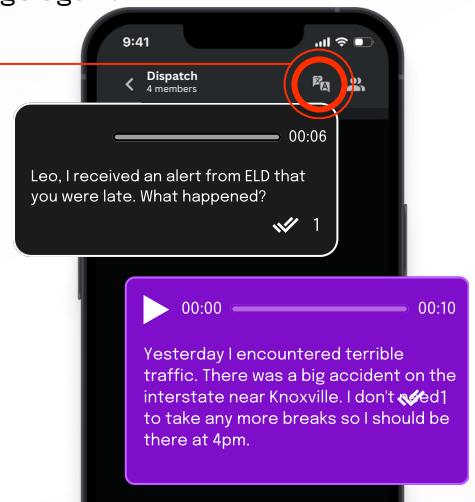 9:41
Dispatch
4 members
00:06
Leo, I received an alert from ELD that
you were late. What happened?
1
00:00 00:10
Yesterday I encountered terrible
traffic. There was a big accident on the
interstate near Knoxville. I don't need
1
to take any more breaks so I should be
there at 4pm.